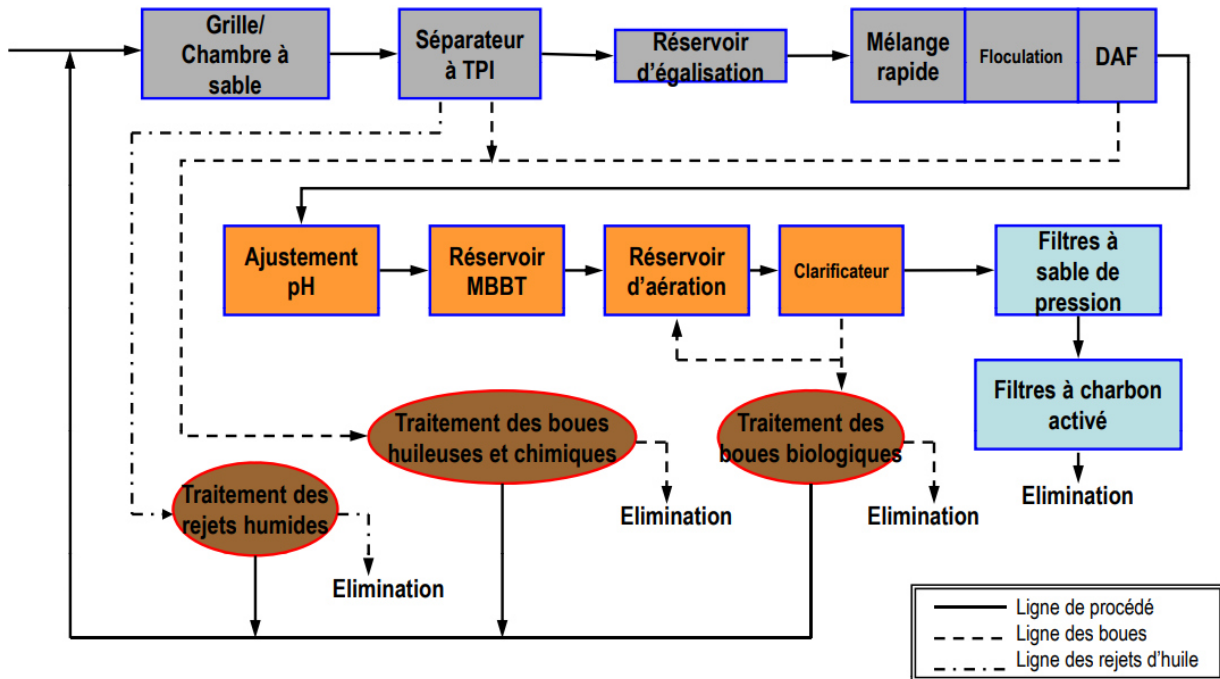 Grille/
Chambre à
sable
Séparateur
à TPI
Réservoir
d'égalisation
Mélange
rapide
Floculation
DAF
Ajustement
pH
Réservoir
MBBT
Réservoir
d'aération
Clarificateur
Filtres à
sable de
pression
Filtres à charbon
activé
Elimination
Traitement des boues
huileuses et chimiques
Elimination
Traitement des
boues biologiques
Elimination
Traitement des
rejets humides
Elimination
Ligne de procédé
Ligne des boues
Ligne des rejets d'huile